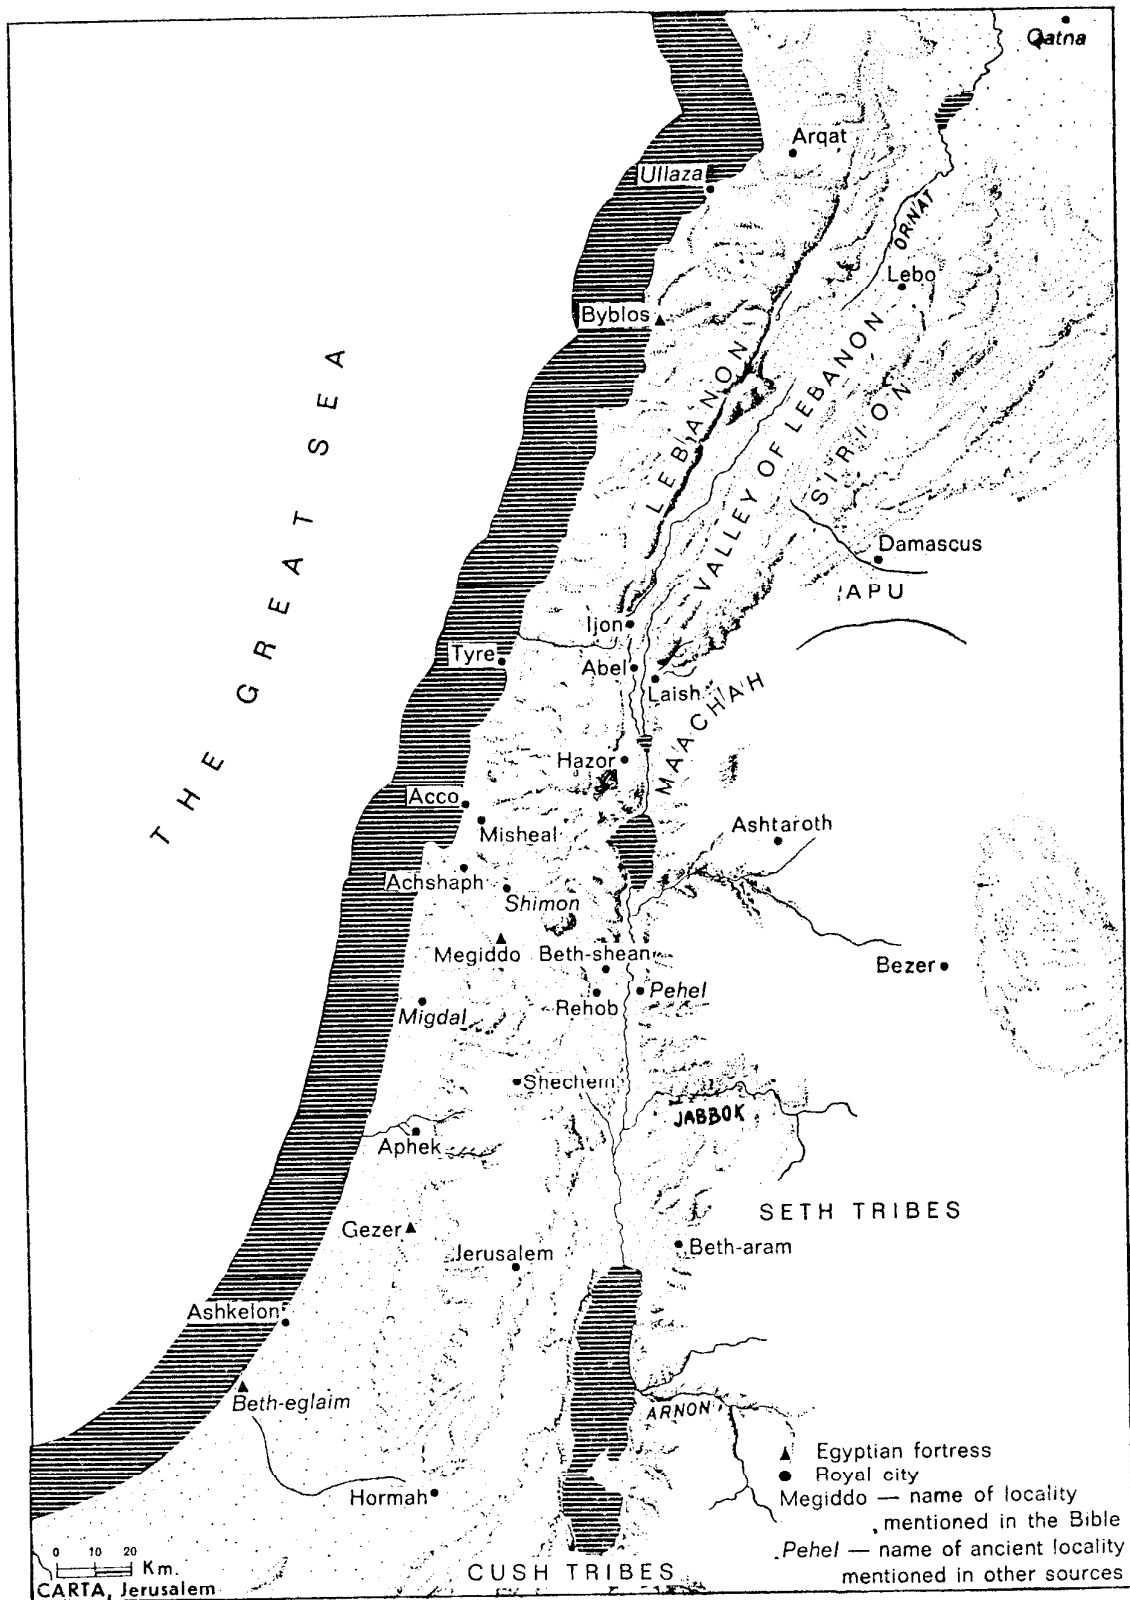 Qatna
Arqat
Ullaza
ORNAT
Lebo
Byblos
LEBANON
VALLEY OF LEBANON
SIRION
THE GREAT SEA
Damascus
'APU
Ijon
Tyre
Abel
Laish
MAACHAH
Hazor
Acco
Misheal
Ashtaroth
Achshaph
Shimon
Megiddo
Beth-shean
Bezer
Pehel
Rehob
Migdal
Shechem
JABBOK
Aphek
SETH TRIBES
Gezer
Jerusalem
Beth-aram
Ashkelon
Beth-eglaim
ARNON
Hormah
▲ Egyptian fortress
● Royal city
Megiddo — name of locality
mentioned in the Bible
Pehel — name of ancient locality
mentioned in other sources
0 10 20 Km.
CUSH TRIBES
CARTA, Jerusalem